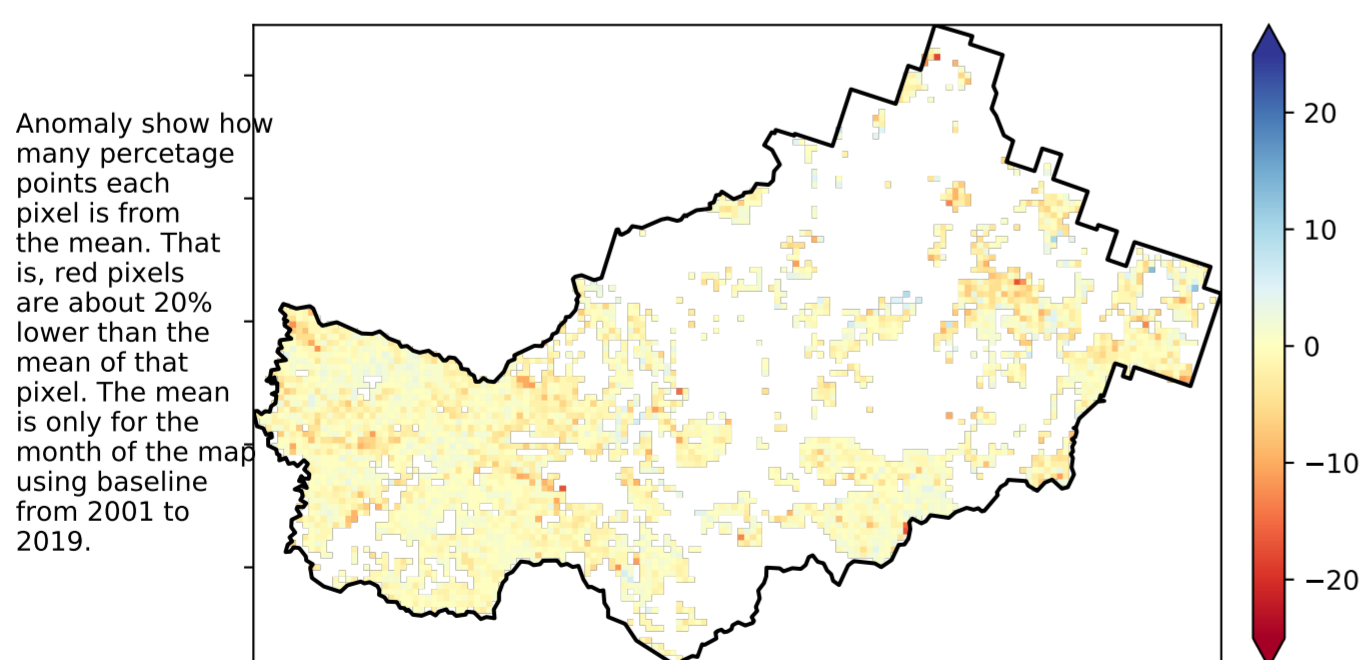 Anomaly show how
many percetage
points each
pixel is from
the mean. That
is, red pixels
are about 20%
lower than the
mean of that
pixel. The mean
is only for the
month of the map
using baseline
from 2001 to
2019.
20
10
0
−10
−20